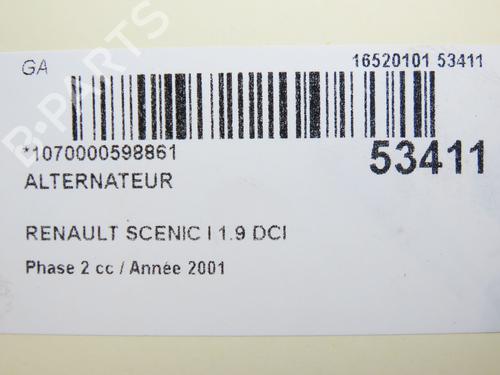 GA
16520101 53411
*1070000598861
53411
ALTERNATEUR
RENAULT SCENIC I 1.9 DCI
Phase 2 cc / Année 2001
B-PARTS